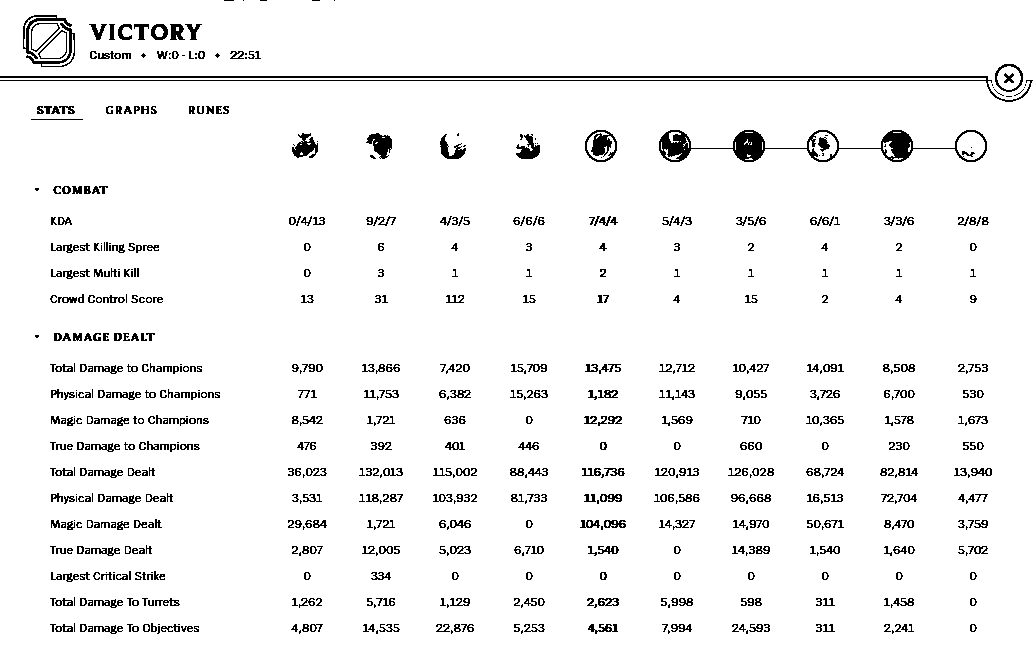 VICTORY
Custom • W:0 - L:0 • 22:51
STATS GRAPHS RUNES
COMBAT
KDA 0/4/13 9/2/7 4/3/5 6/6/6 7/4/4 5/4/3 3/5/6 6/6/1 3/3/6 2/8/8
Largest Killing Spree 0 6 4 3 4 3 2 4 2 0
Largest Multi Kill 0 3 1 1 2 1 1 1 1 1
Crowd Control Score 13 31 112 15 17 4 15 2 4 9
DAMAGE DEALT
Total Damage to Champions 9,790 13,866 7,420 15,709 13,475 12,712 10,427 14,091 8,508 2,753
Physical Damage to Champions 771 11,753 6,382 15,263 1,182 11,143 9,055 3,726 6,700 530
Magic Damage to Champions 8,542 1,721 636 0 12,292 1,569 710 10,365 1,578 1,673
True Damage to Champions 476 392 401 446 0 0 660 0 230 550
Total Damage Dealt 36,023 132,013 115,002 88,443 116,736 120,913 126,028 68,724 82,814 13,940
Physical Damage Dealt 3,531 118,287 103,932 81,733 11,099 106,586 96,668 16,513 72,704 4,477
Magic Damage Dealt 29,684 1,721 6,046 0 104,096 14,327 14,970 50,671 8,470 3,759
True Damage Dealt 2,807 12,005 5,023 6,710 1,540 0 14,389 1,540 1,640 5,702
Largest Critical Strike 0 334 0 0 0 0 0 0 0 0
Total Damage To Turrets 1,262 5,716 1,129 2,450 2,623 5,998 598 311 1,458 0
Total Damage To Objectives 4,807 14,535 22,876 5,253 4,561 7,994 24,593 311 2,241 0